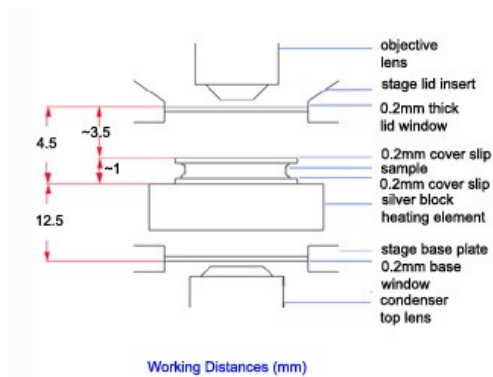 objective
lens
stage lid insert
0.2mm thick
lid window
~3.5
4.5
0.2mm cover slip
sample
~1
0.2mm cover slip
silver block
heating element
12.5
stage base plate
0.2mm base
window
condenser
top lens
Working Distances (mm)